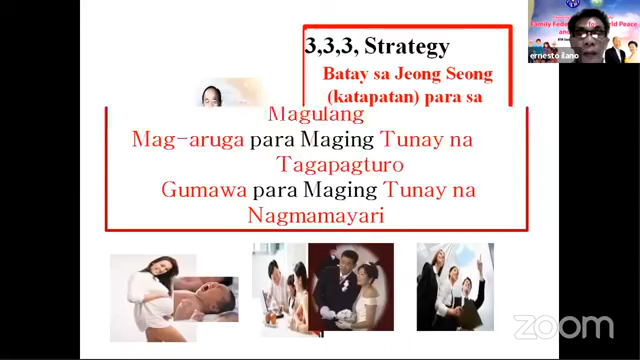 3,3,3, Strategy
Batay sa Jeong Seong
(katapatan) para sa
Magulang
Mag-aruga para Maging Tunay na
Tagapagturo
Gumawa para Maging Tunay na
Nagmamayari
ernesto ilano
zoom